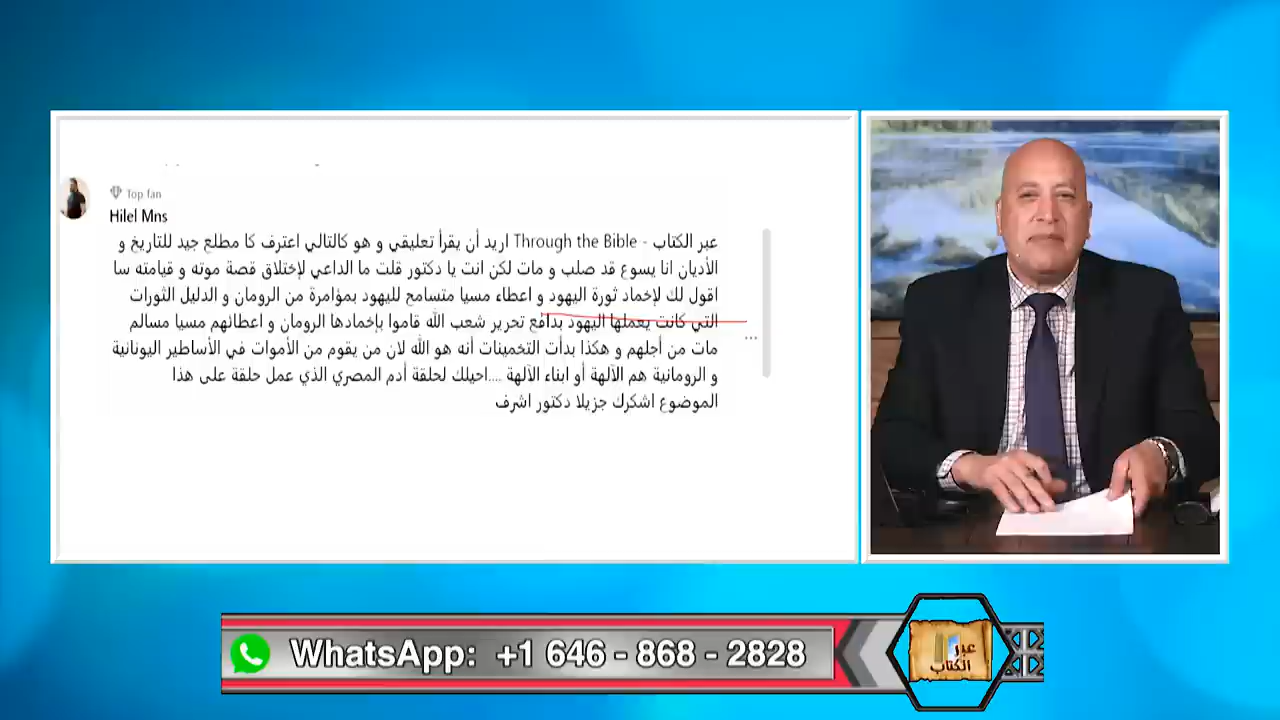 Top fan
Hilel Mns
عبر الكتاب - Through the Bible اريد أن يقرأ تعليقي و هو كالتالي اعترف كا مطلع جيد للتاريخ و
الأديان انا يسوع قد صلب و مات لكن انت يا دكتور قلت ما الداعي لإختلاق قصة موته و قيامته سا
اقول لك لإخماد ثورة اليهود و اعطاء مسيا متسامح لليهود بمؤامرة من الرومان و الدليل الثورات
التي كانت يعملها اليهود بدافع تحرير شعب الله قاموا بإخمادها الرومان و اعطائهم مسيا مسالم
مات من أجلهم و هكذا بدأت التخمينات أنه هو الله لان من يقوم من الأموات في الأساطير اليونانية
و الرومانية هم الآلهة أو ابناء الآلهة ....احيلك لحلقة أدم المصري الذي عمل حلقة على هذا
الموضوع اشكرك جزيلا دكتور اشرف
WhatsApp: +1 646 - 868 - 2828
عبر
الكتاب